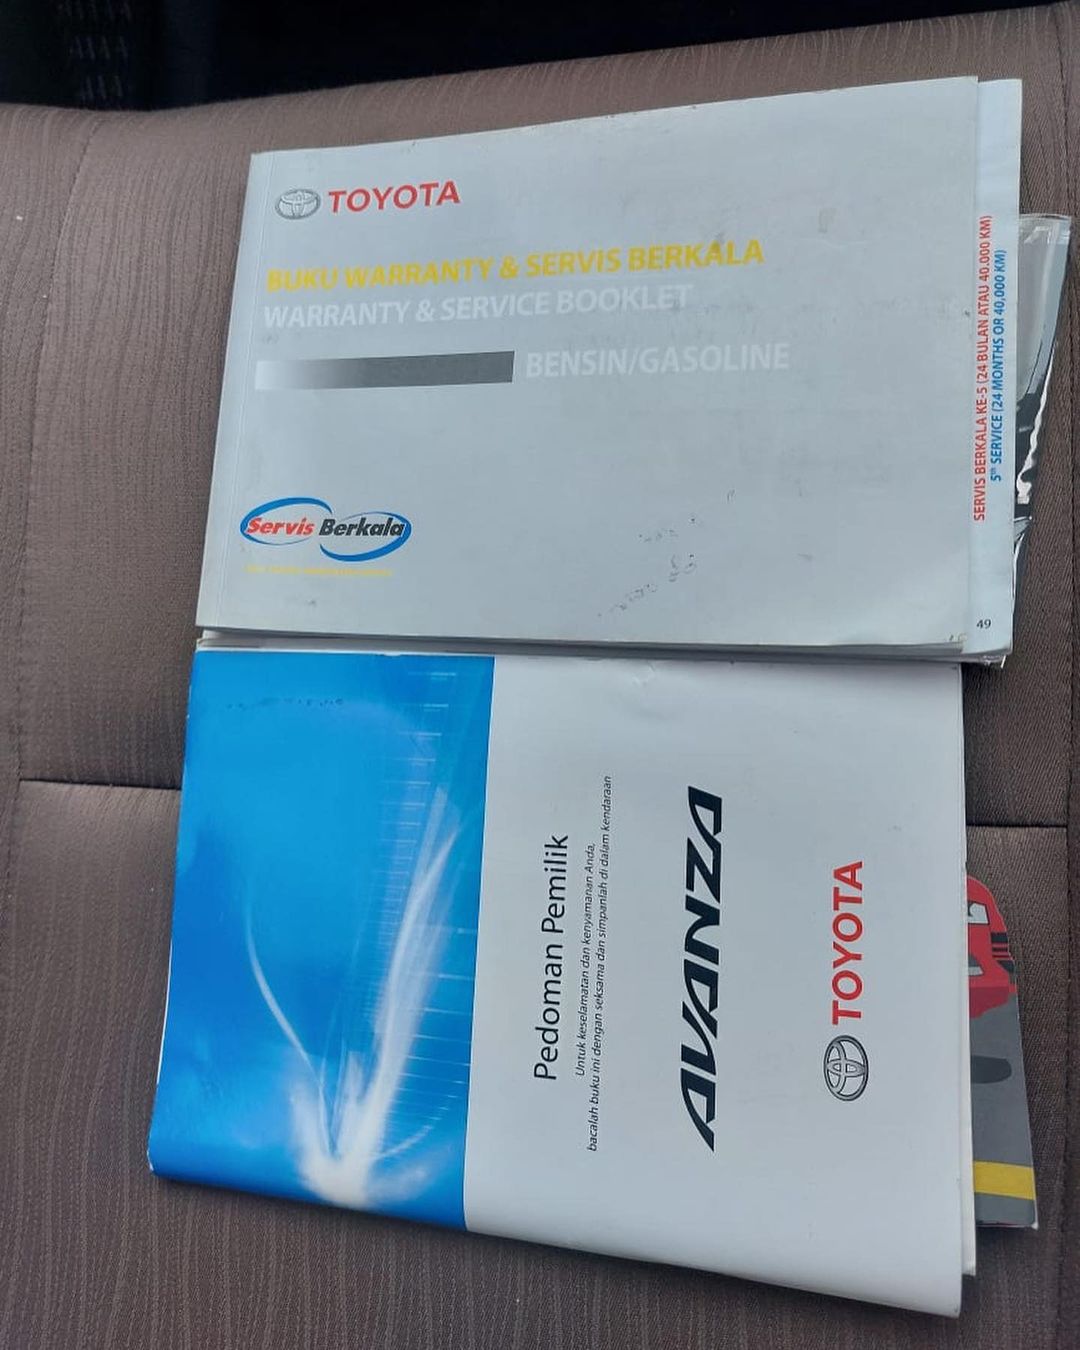 TOYOTA
BUKU WARRANTY & SERVIS BERKALA
WARRANTY & SERVICE BOOKLET
BENSIN/GASOLINE
Servis Berkala
SERVIS BERKALA KE-5 (24 BULAN ATAU 40.000 KM)
5th SERVICE (24 MONTHS OR 40,000 KM)
49
Pedoman Pemilik
Untuk keselamatan dan kenyamanan Anda,
bacalah buku ini dengan seksama dan simpanlah di dalam kendaraan
AVANZA
TOYOTA